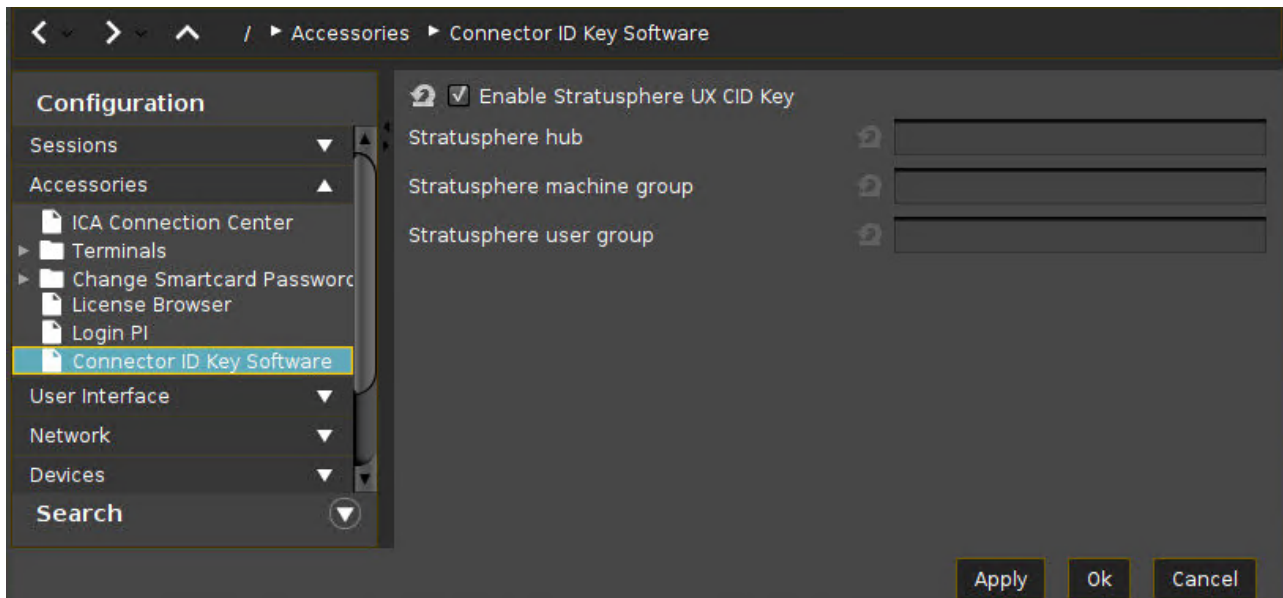 / Accessories Connector ID Key Software
Configuration
Sessions
Accessories
ICA Connection Center
Terminals
Change Smartcard Password
License Browser
Login PI
Connector ID Key Software
User Interface
Network
Devices
Search
Enable Stratusphere UX CID Key
Stratusphere hub
Stratusphere machine group
Stratusphere user group
Apply Ok Cancel